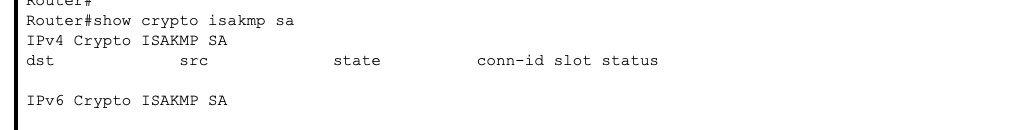 Router#
Router#show crypto isakmp sa
IPv4 Crypto ISAKMP SA
dst src state conn-id slot status
IPv6 Crypto ISAKMP SA